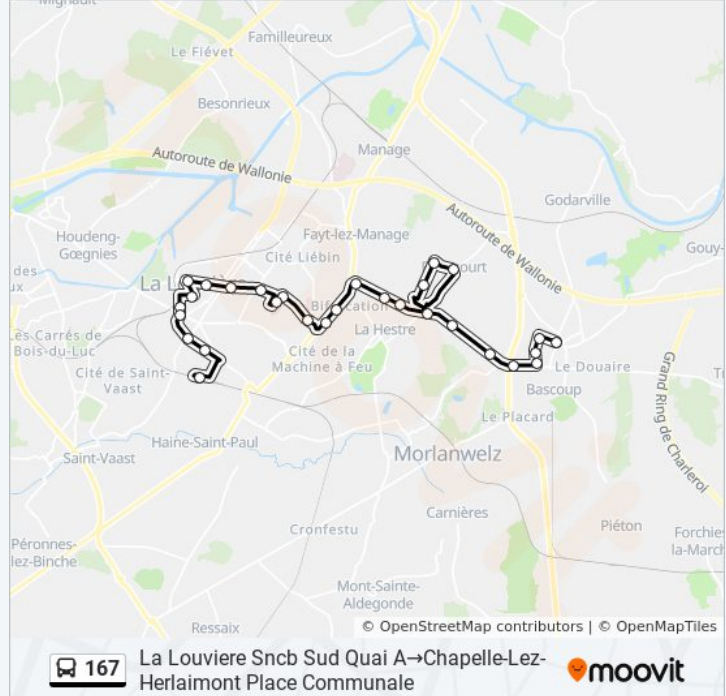 Mignault
Familleureux
Le Fiévet
Besonrieux
Manage
Autoroute de Wallonie
Godarville
Autoroute de Wallonie
Houdeng-
Gœgnies
Fayt-lez-Manage
Gouy-
Cité Liébin
des
La
La Hestre
Les Carrés de
Bois-du-Luc
Cité de la
Machine à Feu
Cité de Saint-
Vaast
Le Douaire
Bascoup
Grand Ring de Charleroi
Le Placard
Haine-Saint-Paul
Saint-Vaast
Morlanwelz
Carnières
Piéton
Cronfestu
Forchies-
la-March
Péronnes-
lez-Binche
Mont-Sainte-
Aldegonde
Ressaix
© OpenStreetMap contributors | © OpenMapTiles
167
La Louviere Sncb Sud Quai A→Chapelle-Lez-
Herlaimont Place Communale
moovit